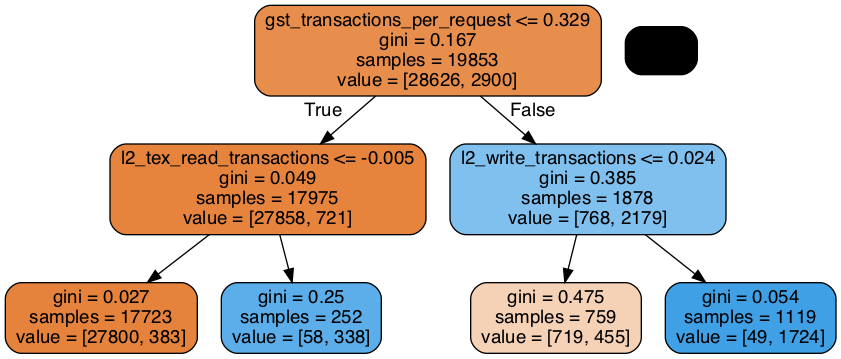 gst_transactions_per_request <= 0.329
gini = 0.167
samples = 19853
value = [28626, 2900]
True
False
l2_tex_read_transactions <= -0.005
gini = 0.049
samples = 17975
value = [27858, 721]
l2_write_transactions <= 0.024
gini = 0.385
samples = 1878
value = [768, 2179]
gini = 0.027
samples = 17723
value = [27800, 383]
gini = 0.25
samples = 252
value = [58, 338]
gini = 0.475
samples = 759
value = [719, 455]
gini = 0.054
samples = 1119
value = [49, 1724]